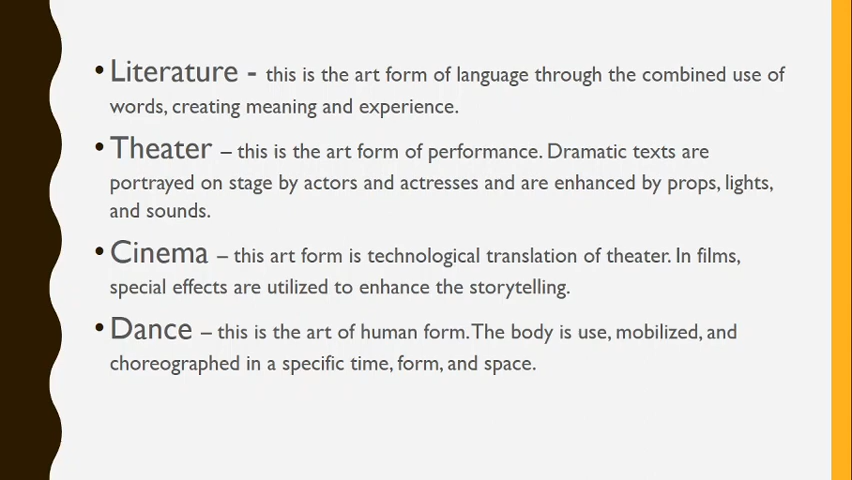 •Literature - this is the art form of language through the combined use of
words, creating meaning and experience.
•Theater – this is the art form of performance. Dramatic texts are
portrayed on stage by actors and actresses and are enhanced by props, lights,
and sounds.
•Cinema – this art form is technological translation of theater. In films,
special effects are utilized to enhance the storytelling.
•Dance – this is the art of human form. The body is use, mobilized, and
choreographed in a specific time, form, and space.